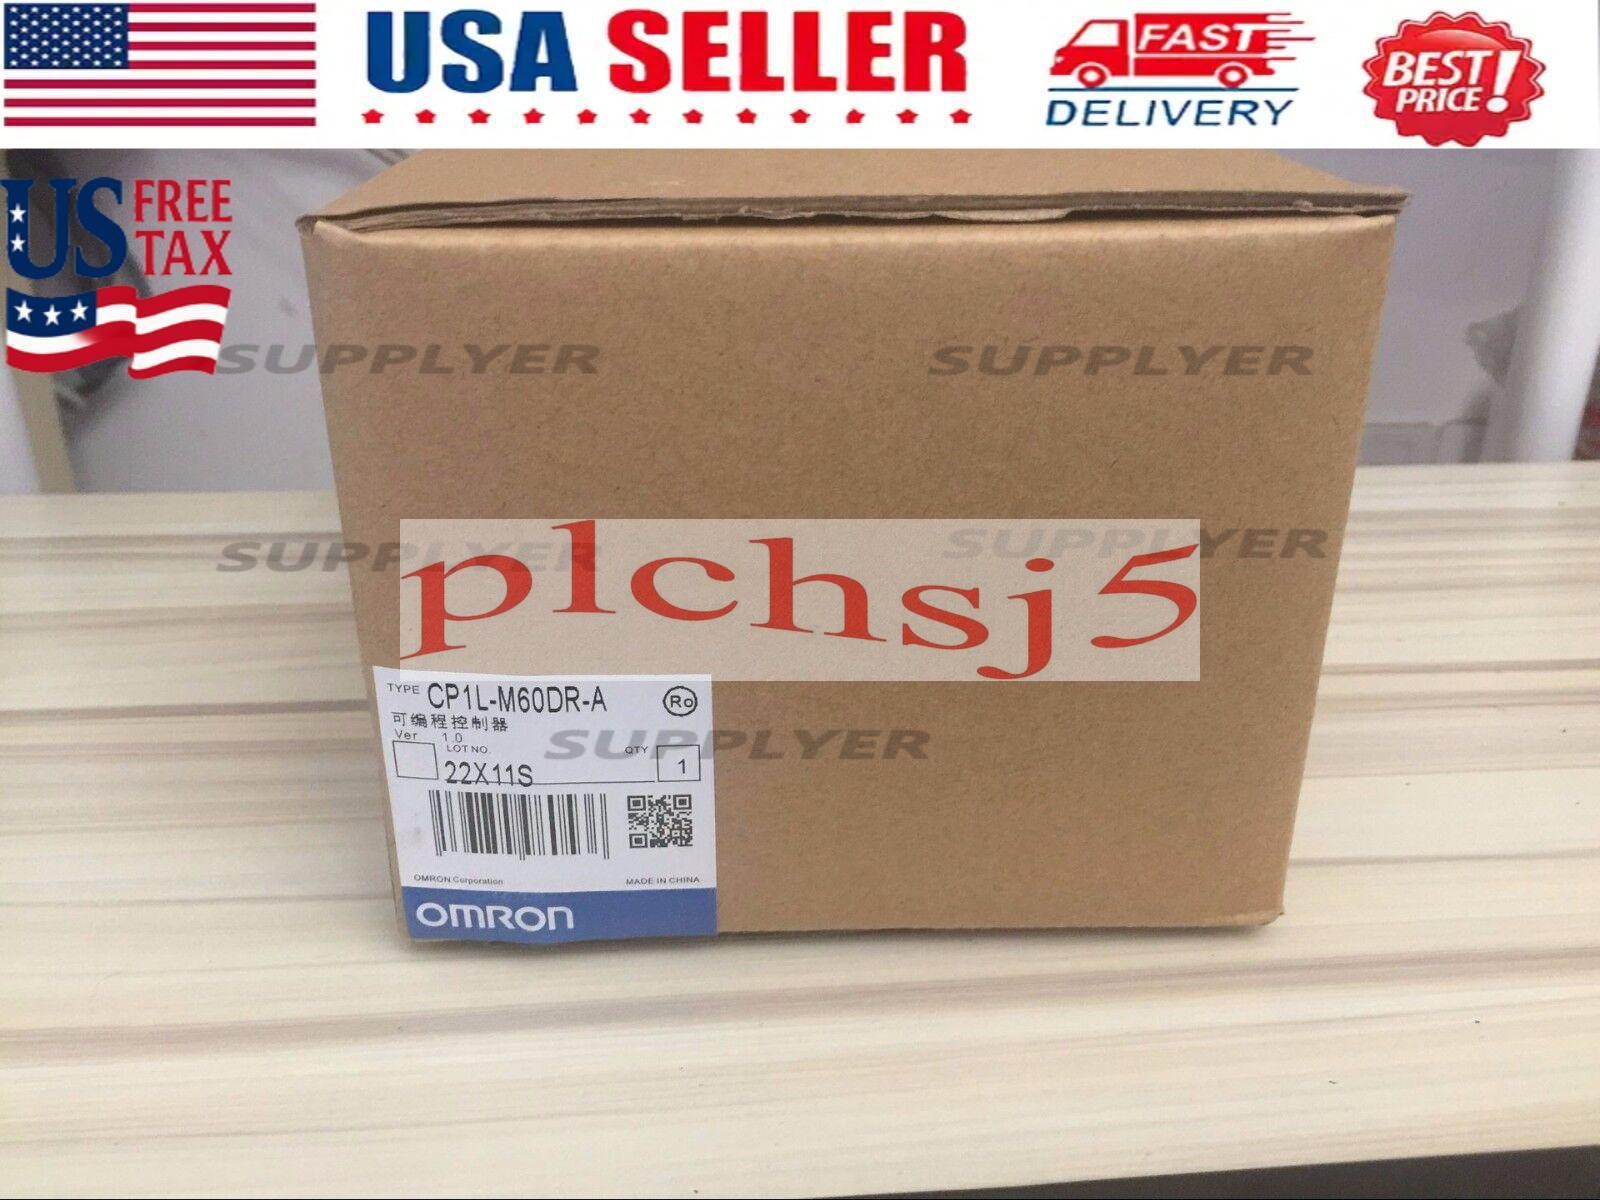 USA SELLER
FAST
DELIVERY
BEST
PRICE!
US FREE
TAX
SUPPLYER
SUPPLYER
SUPPLYER
SUPPLYER
plchsj5
TYPE CP1L-M60DR-A
Ro
可编程控制器
Ver 1.0
LOT NO.
QTY
SUPPLYER
22X11S
1
OMRON Corporation
MADE IN CHINA
OMRON